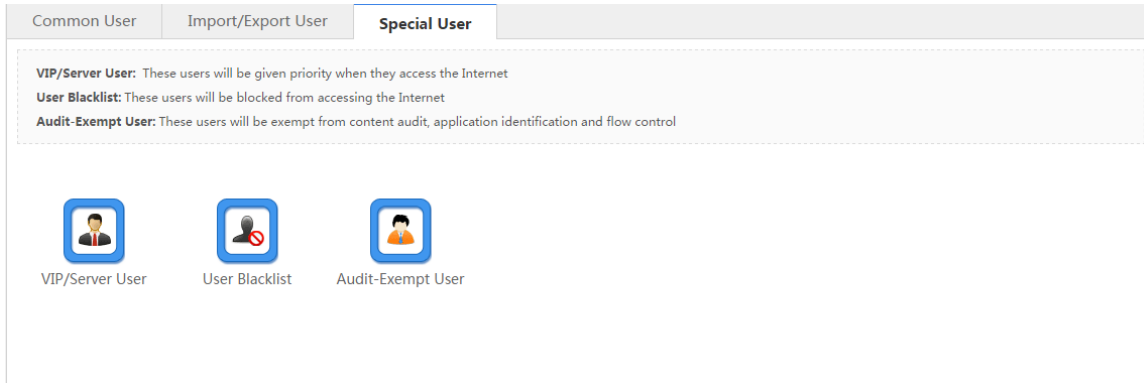 Common User Import/Export User Special User
VIP/Server User: These users will be given priority when they access the Internet
User Blacklist: These users will be blocked from accessing the Internet
Audit-Exempt User: These users will be exempt from content audit, application identification and flow control
VIP/Server User User Blacklist Audit-Exempt User